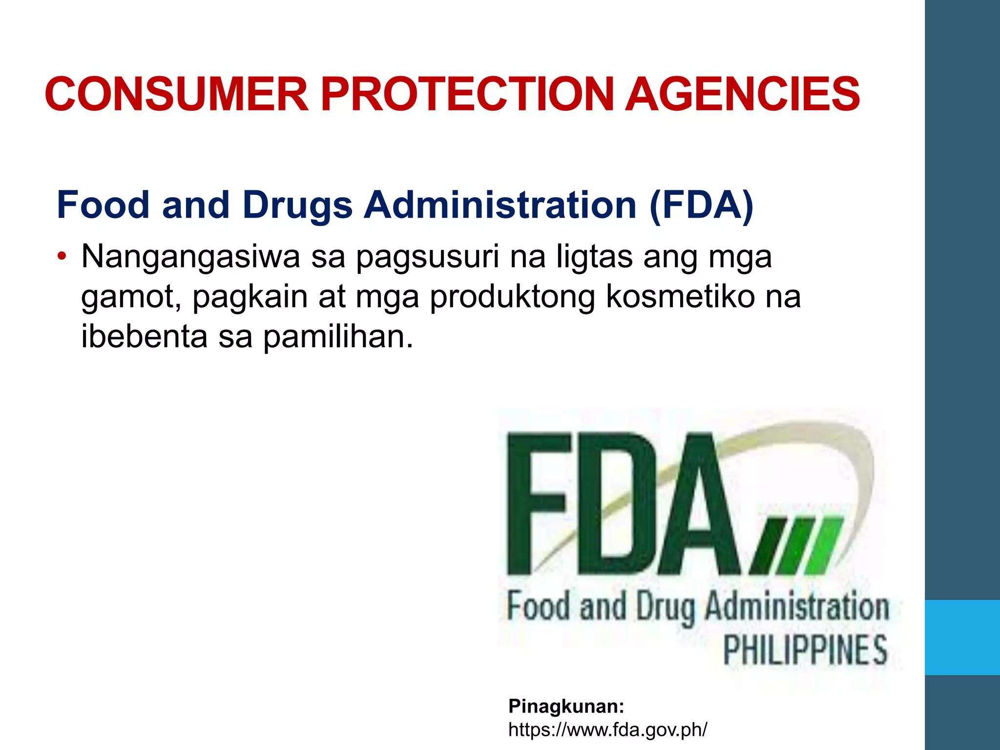 CONSUMER PROTECTION AGENCIES
Food and Drugs Administration (FDA)
• Nangangasiwa sa pagsusuri na ligtas ang mga
gamot, pagkain at mga produktong kosmetiko na
ibebenta sa pamilihan.
FDA
Food and Drug Administration
PHILIPPINES
Pinagkunan:
https://www.fda.gov.ph/